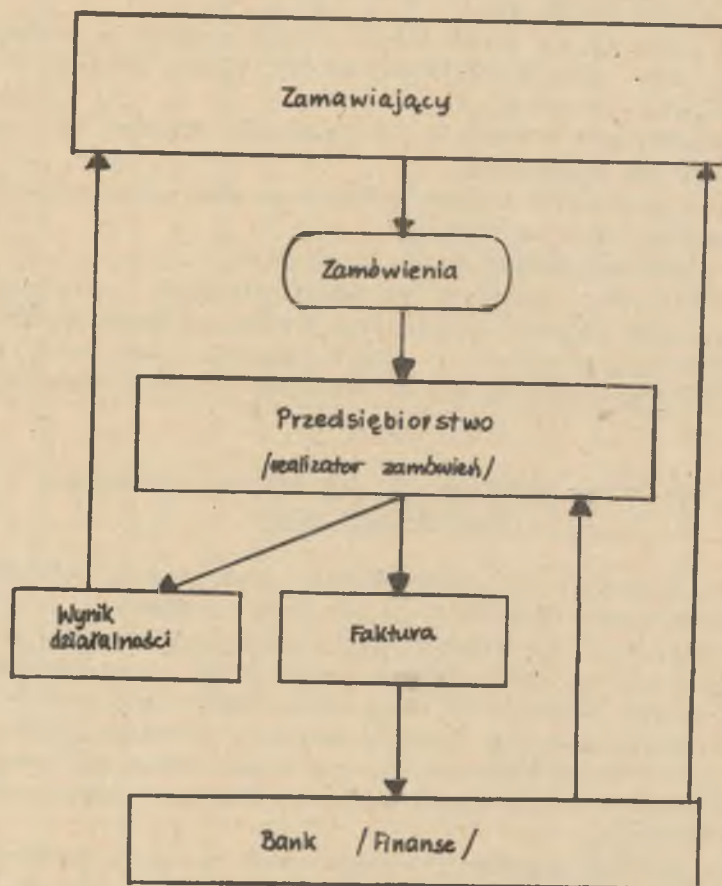 Zamawiający
Zamówienia
Przedsiębiorstwo
/realizator zamówień/
Wynik
działalności
Faktura
Bank /Finanse/